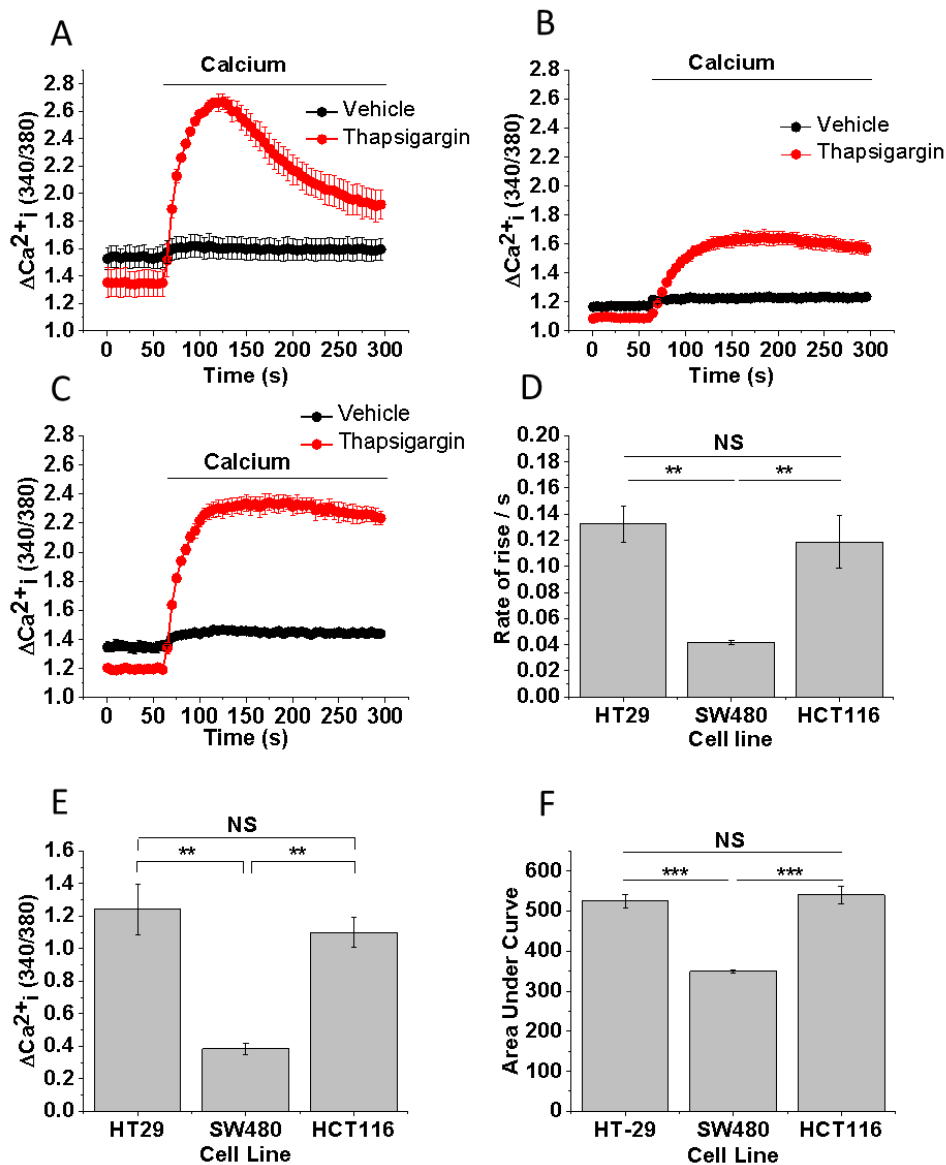 A
Calcium
2.8
2.6
2.4
2.2
2.0
1.8
1.6
1.4
1.2
1.0
ΔCa2+i (340/380)
Vehicle
Thapsigargin
0 50 100 150 200 250 300
Time (s)
B
Calcium
2.8
2.6
2.4
2.2
2.0
1.8
1.6
1.4
1.2
1.0
ΔCa2+i (340/380)
Vehicle
Thapsigargin
0 50 100 150 200 250 300
Time (s)
C
Vehicle
Thapsigargin
Calcium
2.8
2.6
2.4
2.2
2.0
1.8
1.6
1.4
1.2
1.0
ΔCa2+i (340/380)
0 50 100 150 200 250 300
Time (s)
D
NS
** **
0.20
0.18
0.16
0.14
0.12
0.10
0.08
0.06
0.04
0.02
0.00
Rate of rise / s
HT29 SW480 HCT116
Cell line
E
NS
** **
1.6
1.4
1.2
1.0
0.8
0.6
0.4
0.2
0.0
ΔCa2+i (340/380)
HT29 SW480 HCT116
Cell Line
F
NS
*** ***
600
500
400
300
200
100
0
Area Under Curve
HT-29 SW480 HCT116
Cell Line